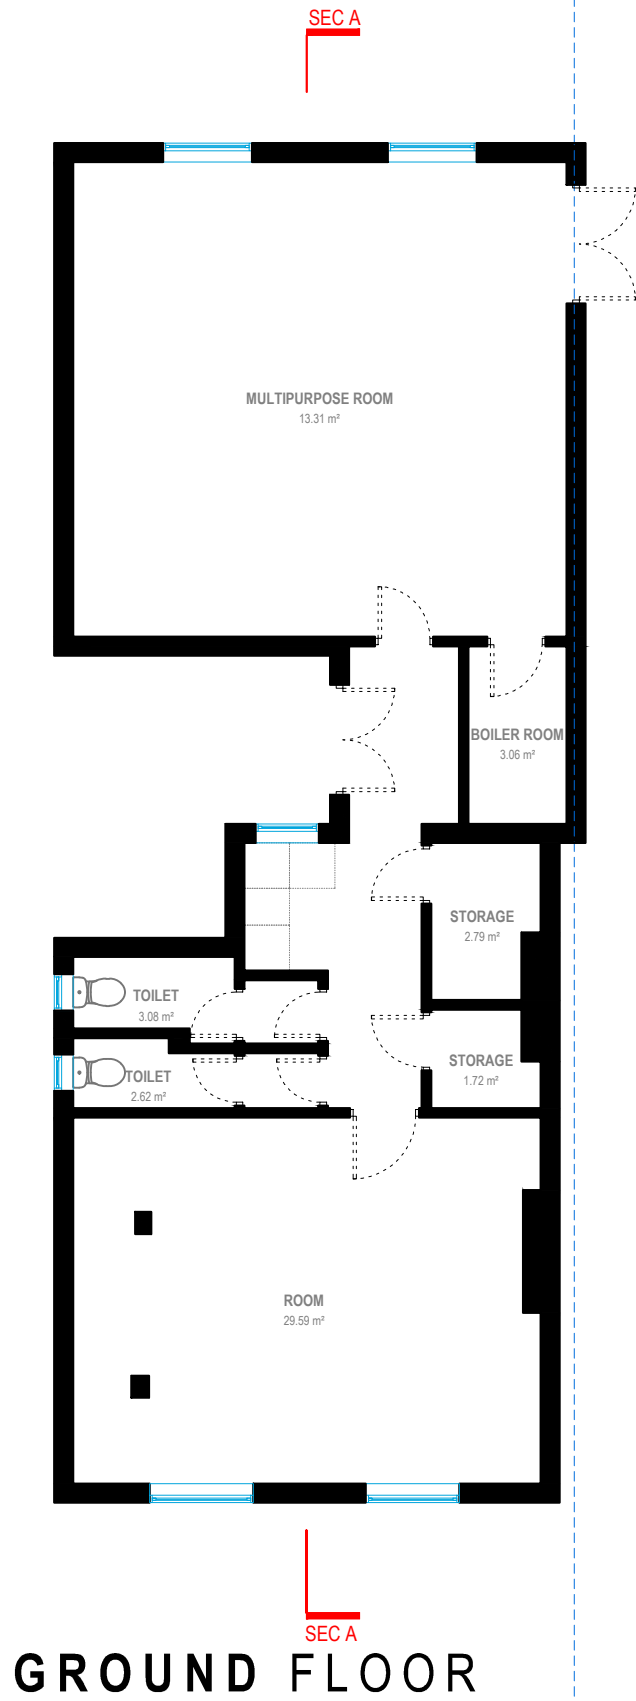 SEC A
MULTIPURPOSE ROOM
13.31 m²
BOILER ROOM
3.06 m²
STORAGE
2.79 m²
TOILET
3.08 m²
STORAGE
1.72 m²
TOILET
2.62 m²
ROOM
29.59 m²
SEC A
GROUND FLOOR